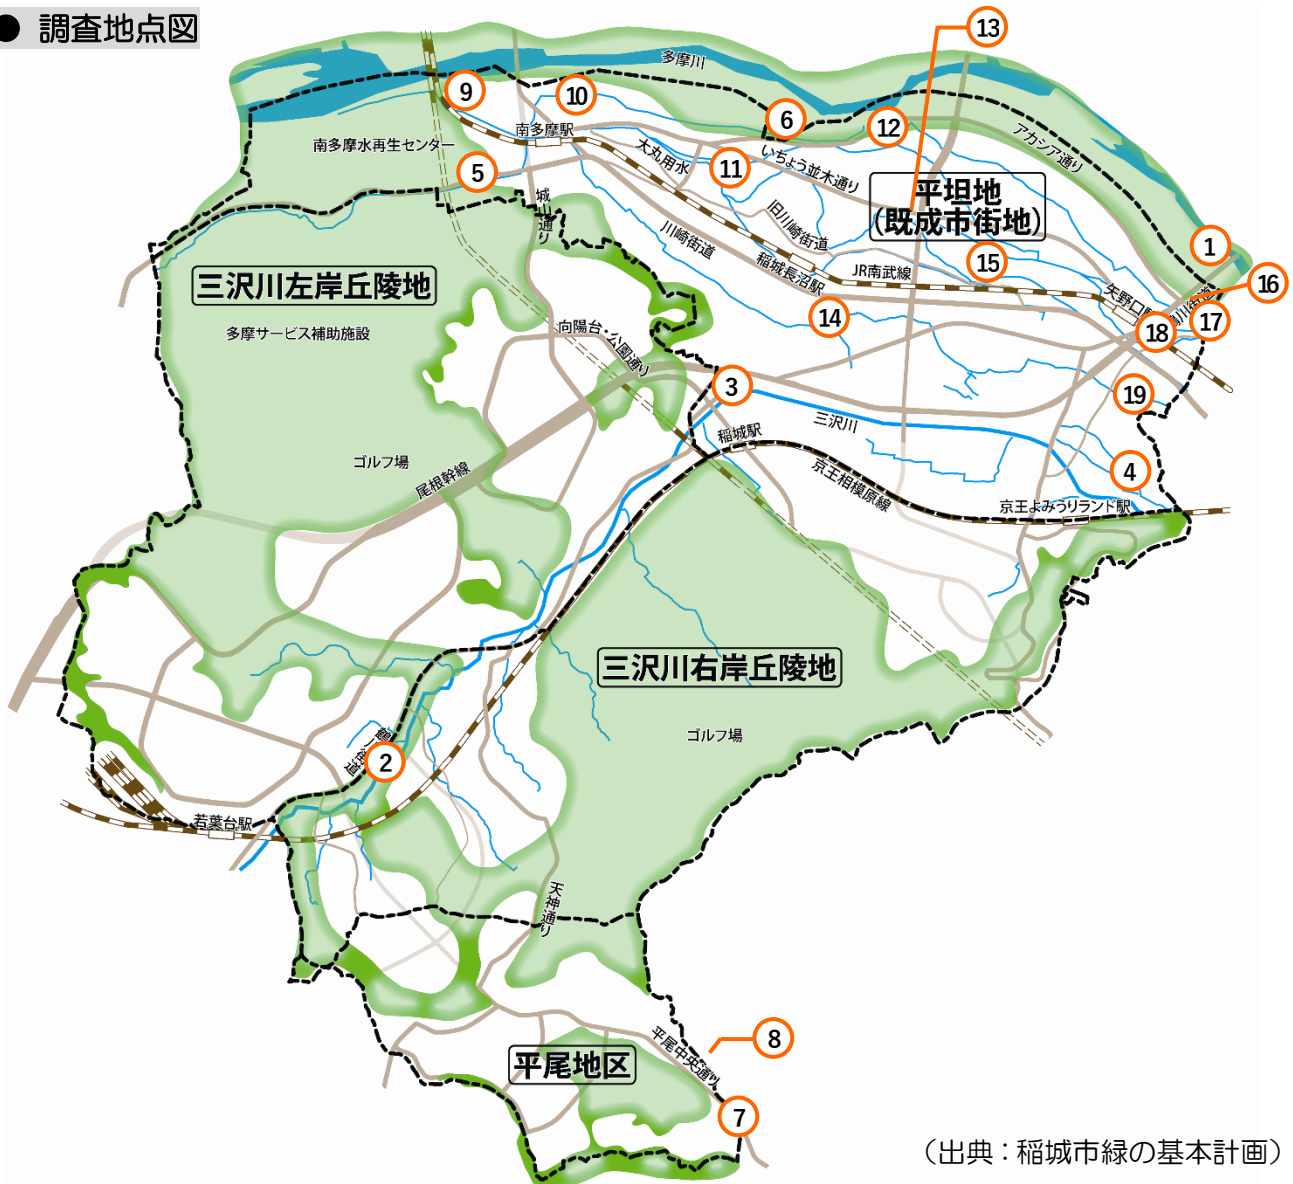 ● 調査地点図
13
多摩川
9
10
6
12
南多摩駅
アカシア通り
南多摩水再生センター
大丸用水
いちょう並木通り
5
11
平坦地
(既成市街地)
城山通り
旧川崎街道
川崎街道
1
三沢川左岸丘陵地
稲城長沼駅
JR南武線
15
16
矢野口駅
鶴川街道
多摩サービス補助施設
向陽台・公園通り
14
18
17
3
19
三沢川
稲城駅
ゴルフ場
尾根幹線
京王相模原線
4
京王よみうりランド駅
三沢川右岸丘陵地
ゴルフ場
鶴川街道
2
若葉台駅
天神通り
平尾中央通り
8
平尾地区
7
（出典：稲城市緑の基本計画）